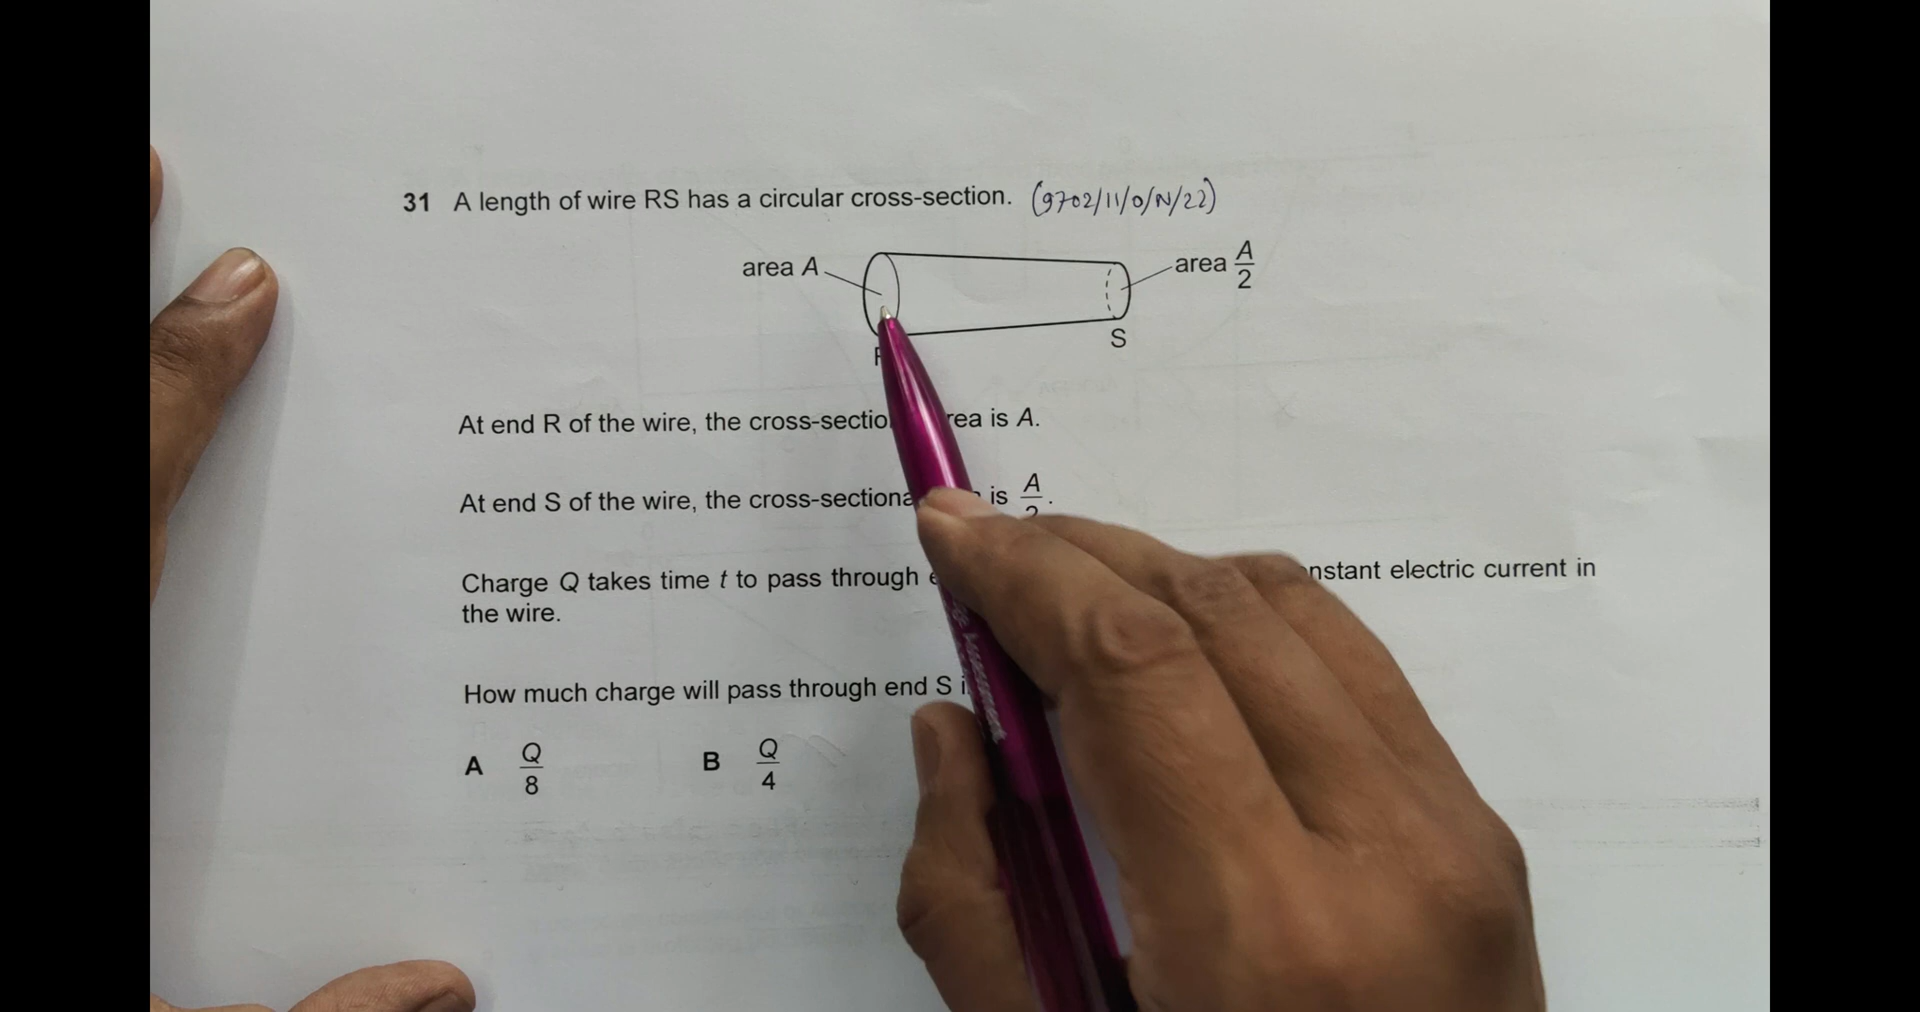 31 A length of wire RS has a circular cross-section. (9702/11/O/N/22)
area A
area A/2
S
At end R of the wire, the cross-sectio rea is A.
At end S of the wire, the cross-sectiona is A/2.
Charge Q takes time t to pass through nstant electric current in
the wire.
How much charge will pass through end S
A Q/8 B Q/4